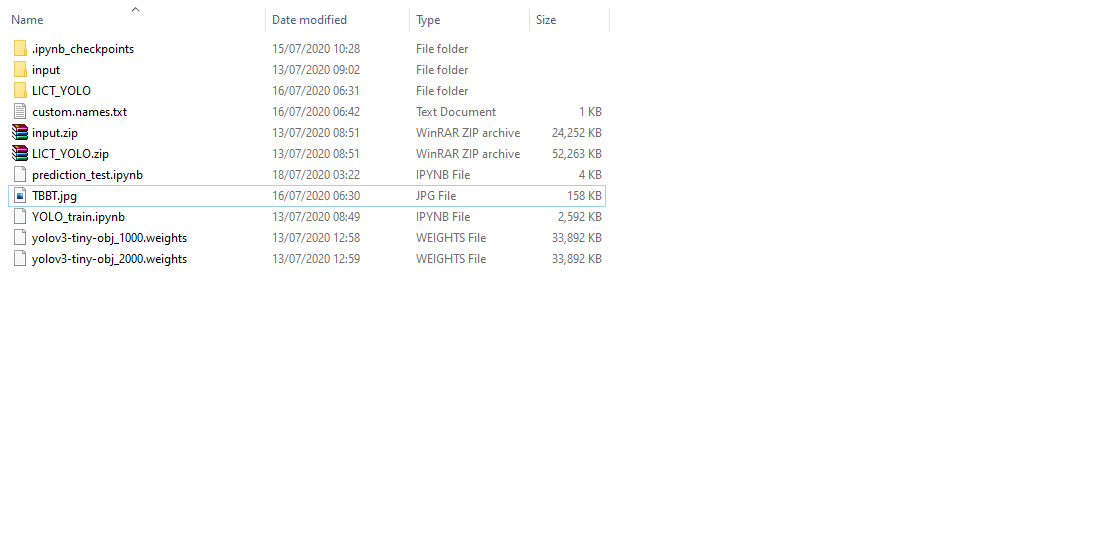 Name Date modified Type Size
.ipynb_checkpoints 15/07/2020 10:28 File folder
input 13/07/2020 09:02 File folder
LICT_YOLO 16/07/2020 06:31 File folder
custom.names.txt 16/07/2020 06:42 Text Document 1 KB
input.zip 13/07/2020 08:51 WinRAR ZIP archive 24,252 KB
LICT_YOLO.zip 13/07/2020 08:51 WinRAR ZIP archive 52,263 KB
prediction_test.ipynb 18/07/2020 03:22 IPYNB File 4 KB
TBBT.jpg 16/07/2020 06:30 JPG File 158 KB
YOLO_train.ipynb 13/07/2020 08:49 IPYNB File 2,592 KB
yolov3-tiny-obj_1000.weights 13/07/2020 12:58 WEIGHTS File 33,892 KB
yolov3-tiny-obj_2000.weights 13/07/2020 12:59 WEIGHTS File 33,892 KB